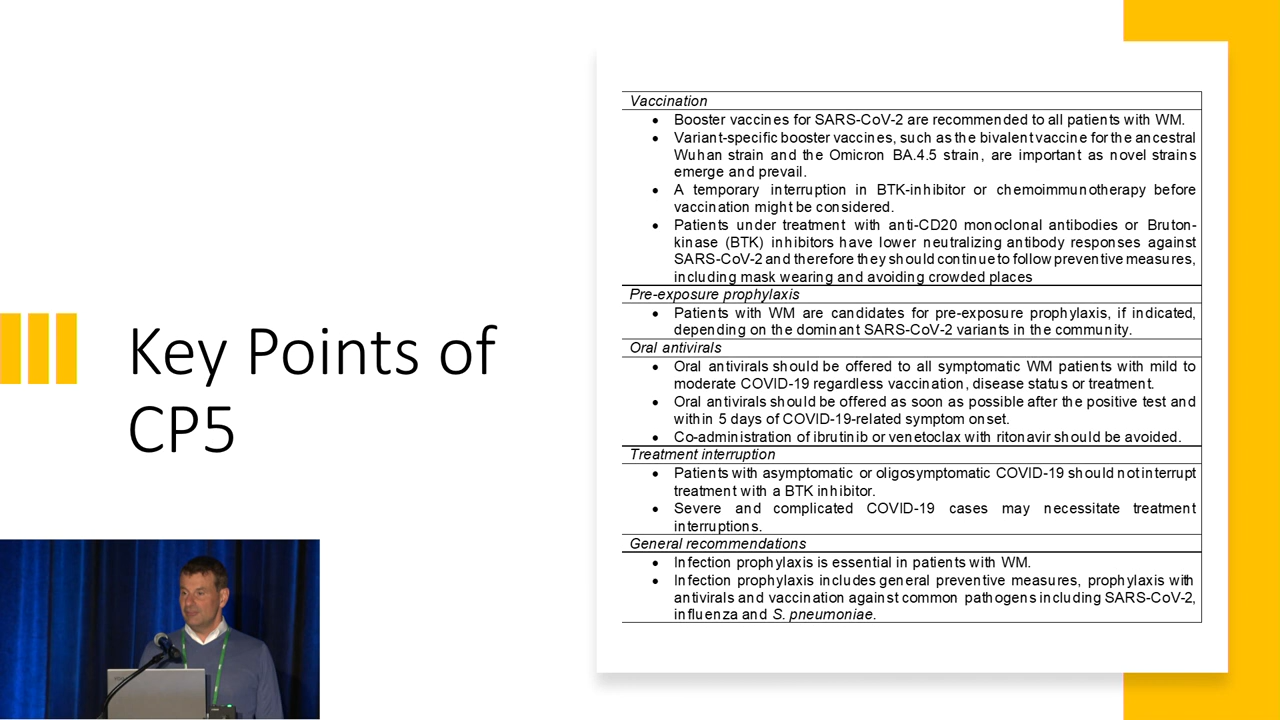 Key Points of
CP5
Vaccination
• Booster vaccines for SARS-CoV-2 are recommended to all patients with WM.
• Variant-specific booster vaccines, such as the bivalent vaccine for the ancestral
Wuhan strain and the Omicron BA.4.5 strain, are important as novel strains
emerge and prevail.
• A temporary interruption in BTK-inhibitor or chemoimmunotherapy before
vaccination might be considered.
• Patients under treatment with anti-CD20 monoclonal antibodies or Bruton-
kinase (BTK) inhibitors have lower neutralizing antibody responses against
SARS-CoV-2 and therefore they should continue to follow preventive measures,
including mask wearing and avoiding crowded places
Pre-exposure prophylaxis
• Patients with WM are candidates for pre-exposure prophylaxis, if indicated,
depending on the dominant SARS-CoV-2 variants in the community.
Oral antivirals
• Oral antivirals should be offered to all symptomatic WM patients with mild to
moderate COVID-19 regardless vaccination, disease status or treatment.
• Oral antivirals should be offered as soon as possible after the positive test and
within 5 days of COVID-19-related symptom onset.
• Co-administration of ibrutinib or venetoclax with ritonavir should be avoided.
Treatment interruption
• Patients with asymptomatic or oligosymptomatic COVID-19 should not interrupt
treatment with a BTK inhibitor.
• Severe and complicated COVID-19 cases may necessitate treatment
interruptions.
General recommendations
• Infection prophylaxis is essential in patients with WM.
• Infection prophylaxis includes general preventive measures, prophylaxis with
antivirals and vaccination against common pathogens including SARS-CoV-2,
influenza and S. pneumoniae.